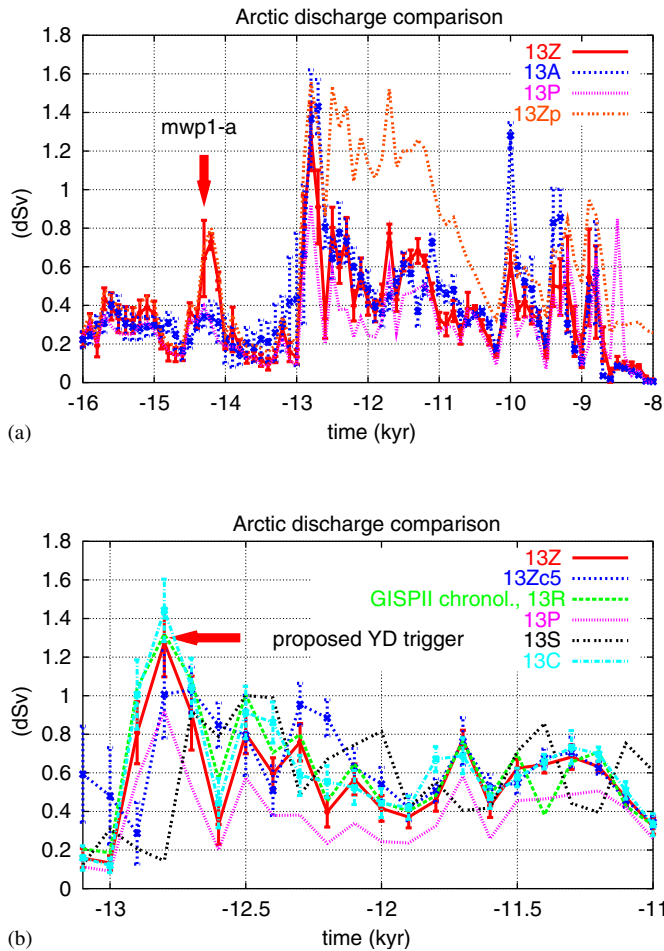 Arctic discharge comparison
1.8
1.6
1.4
1.2
1
0.8
0.6
0.4
0.2
0
(dSv)
13Z
13A
13P
13Zp
mwp1-a
-16 -15 -14 -13 -12 -11 -10 -9 -8
time (kyr)
(a)
Arctic discharge comparison
1.8
1.6
1.4
1.2
1
0.8
0.6
0.4
0.2
0
(dSv)
13Z
13Zc5
GISPII chronol., 13R
13P
13S
13C
proposed YD trigger
-13 -12.5 -12 -11.5 -11
time (kyr)
(b)